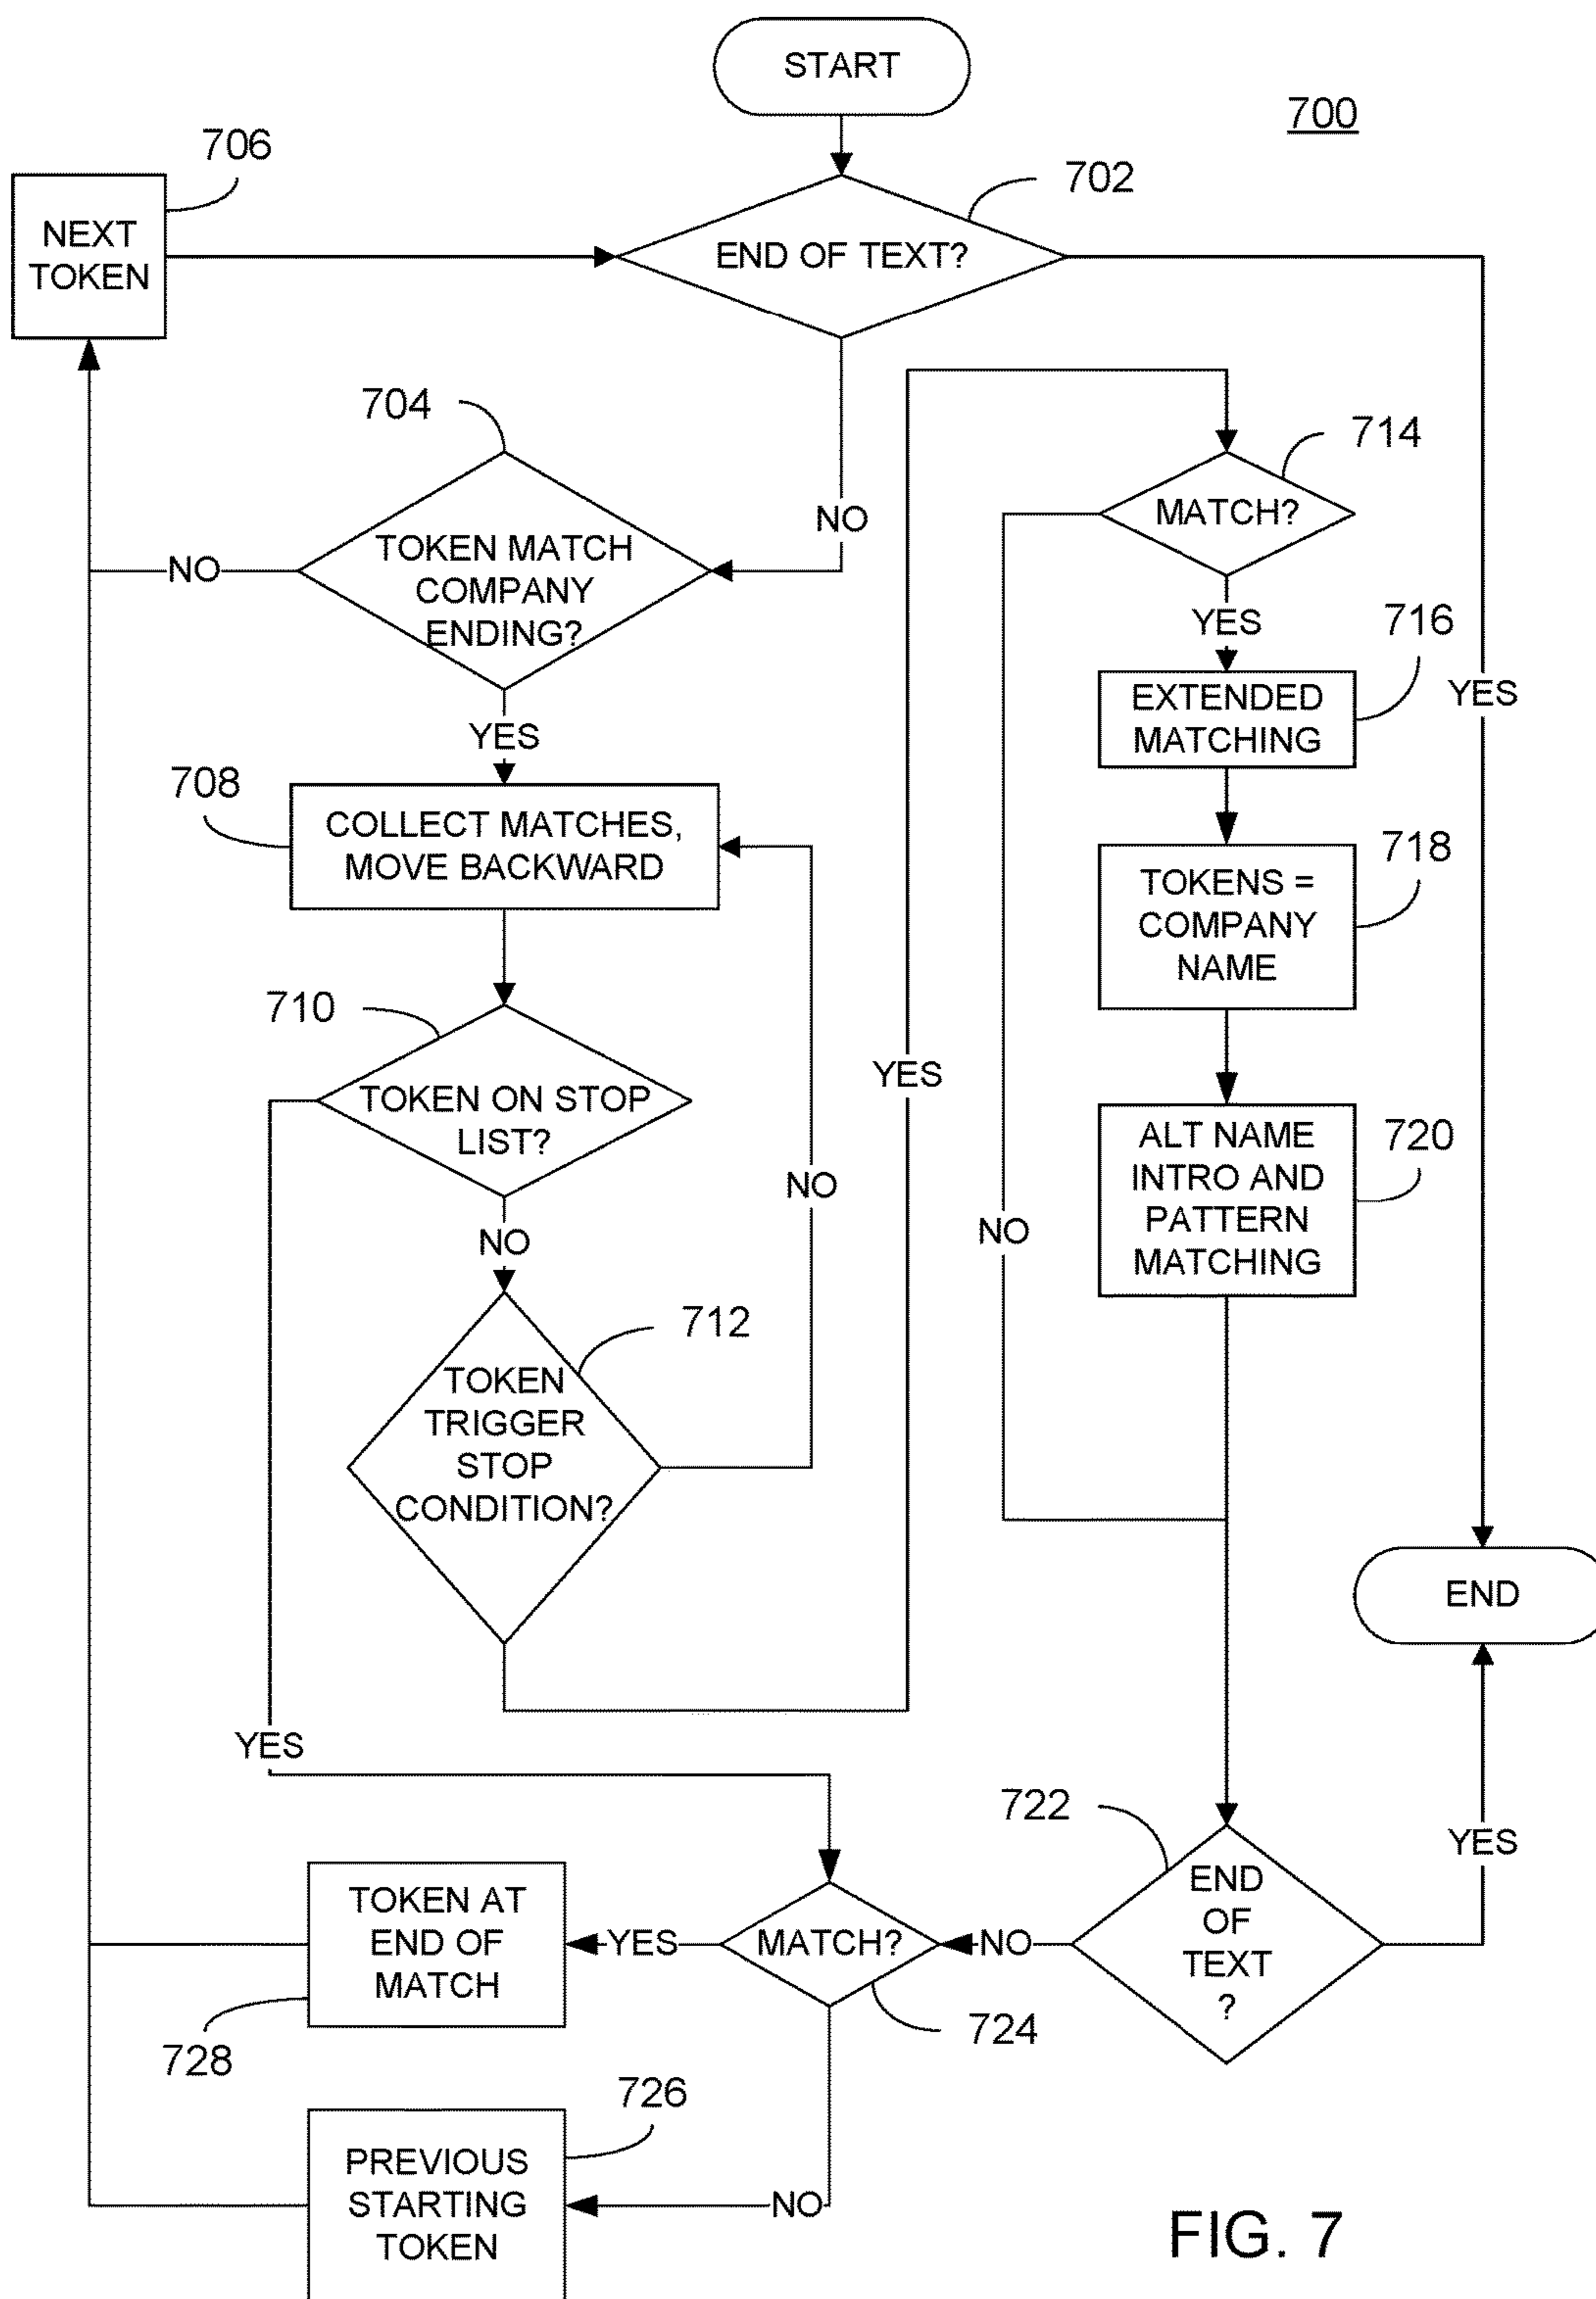 START
700
706
702
NEXT
TOKEN
END OF TEXT?
704
714
NO
MATCH?
TOKEN MATCH
COMPANY
ENDING?
NO
YES
716
EXTENDED
MATCHING
YES
YES
708
COLLECT MATCHES,
MOVE BACKWARD
718
TOKENS =
COMPANY
NAME
710
YES
TOKEN ON STOP
LIST?
720
ALT NAME
INTRO AND
PATTERN
MATCHING
NO
NO
NO
712
TOKEN
TRIGGER
STOP
CONDITION?
END
YES
722
YES
END
OF
TEXT
?
TOKEN AT
END OF
MATCH
YES
MATCH?
NO
724
728
726
PREVIOUS
STARTING
TOKEN
NO
FIG. 7